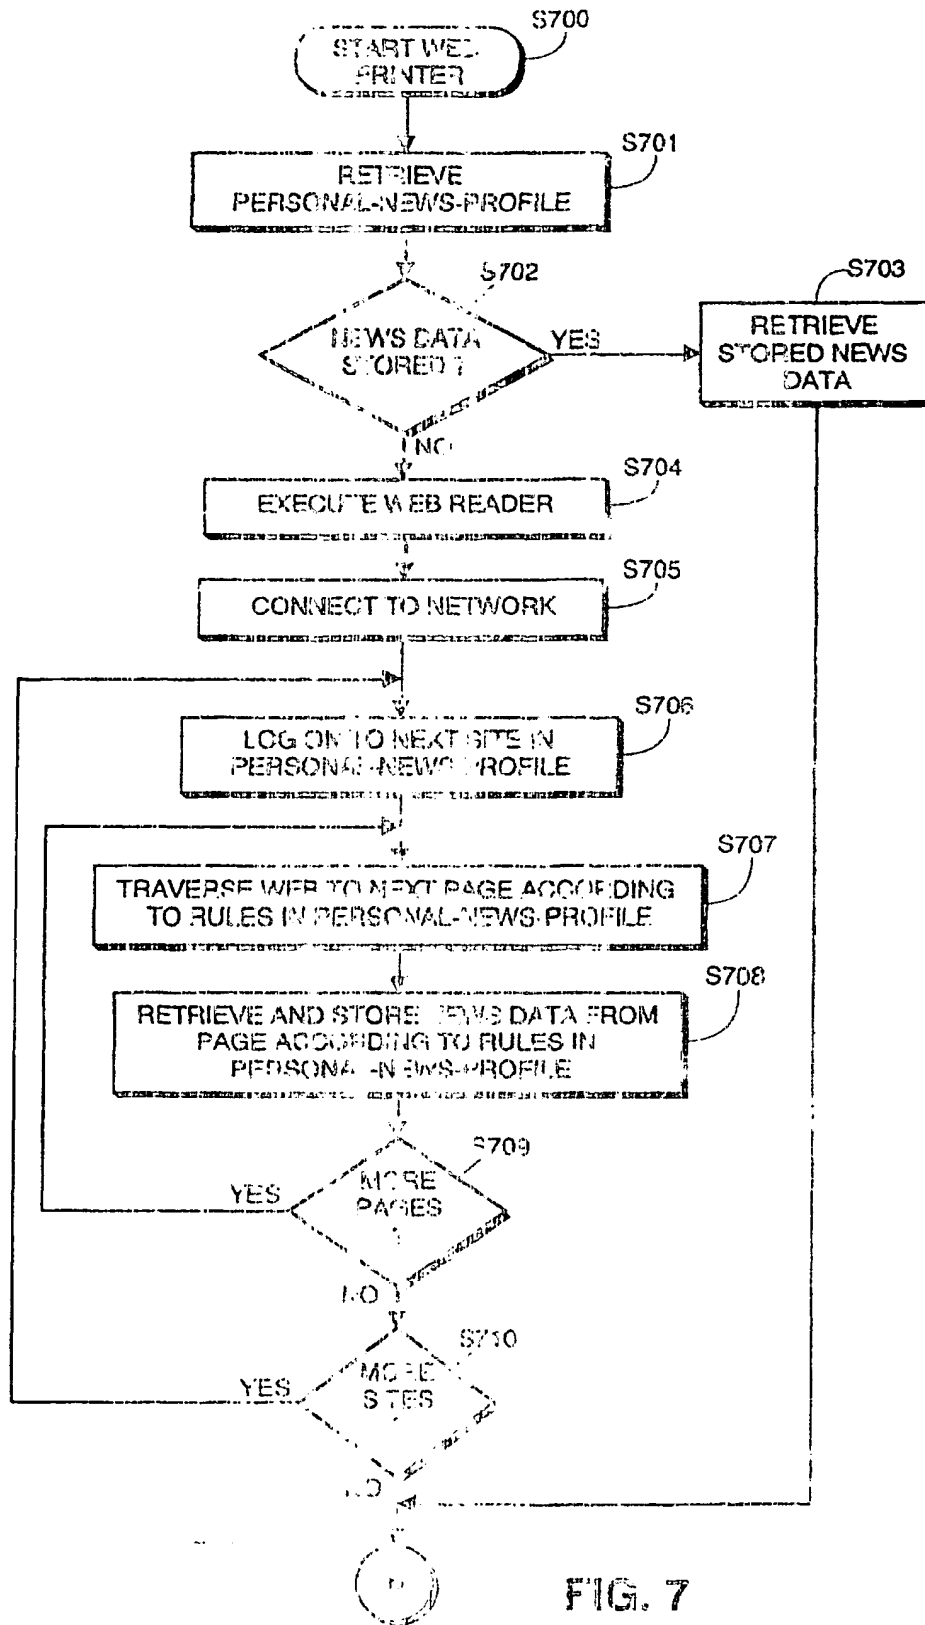 S700
START WEB
PRINTER
S701
RETRIEVE
PERSONAL-NEWS-PROFILE
S702
NEWS DATA
STORED ?
YES
S703
RETRIEVE
STORED NEWS
DATA
NO
S704
EXECUTE WEB READER
S705
CONNECT TO NETWORK
S706
LOG ON TO NEXT SITE IN
PERSONAL-NEWS-PROFILE
S707
TRAVERSE WEB TO NEXT PAGE ACCORDING
TO RULES IN PERSONAL-NEWS-PROFILE
S708
RETRIEVE AND STORE NEWS DATA FROM
PAGE ACCORDING TO RULES IN
PERSONAL-NEWS-PROFILE
S709
MORE
PAGES
?
YES
NO
S710
MORE
SITES
YES
NO
FIG. 7